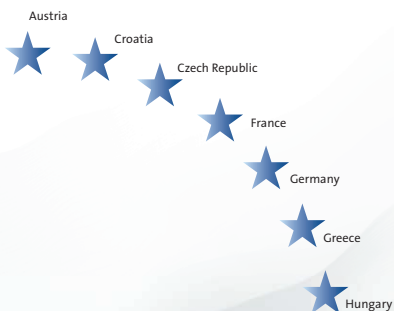 Austria
Croatia
Czech Republic
France
Germany
Greece
Hungary